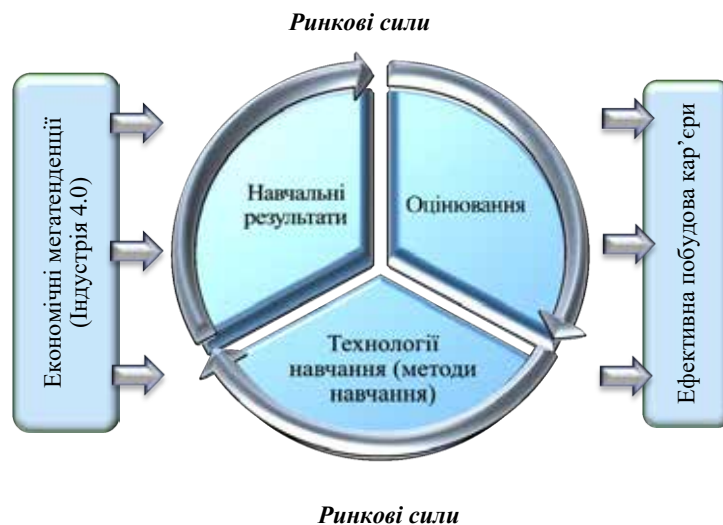 Ринкові сили
Економічні мегатенденції
(Індустрія 4.0)
Навчальні
результати
Оцінювання
Технології
навчання (методи
навчання)
Ефективна побудова кар’єри
Ринкові сили